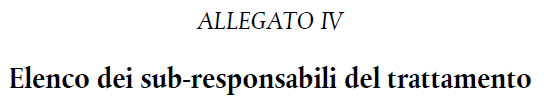 ALLEGATO IV
Elenco dei sub-responsabili del trattamento